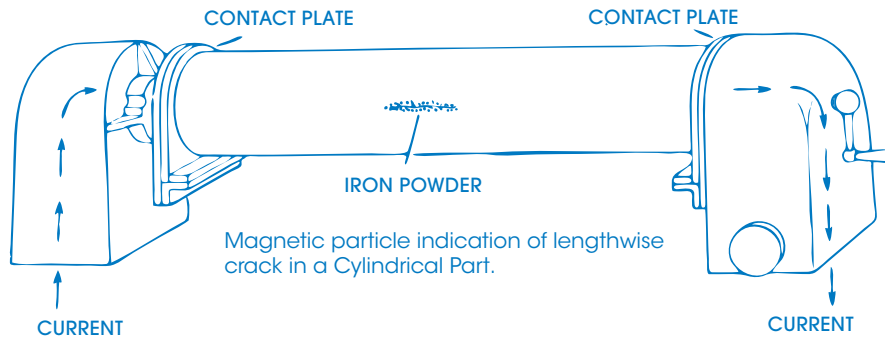 CONTACT PLATE
CONTACT PLATE
IRON POWDER
Magnetic particle indication of lengthwise
crack in a Cylindrical Part.
CURRENT
CURRENT